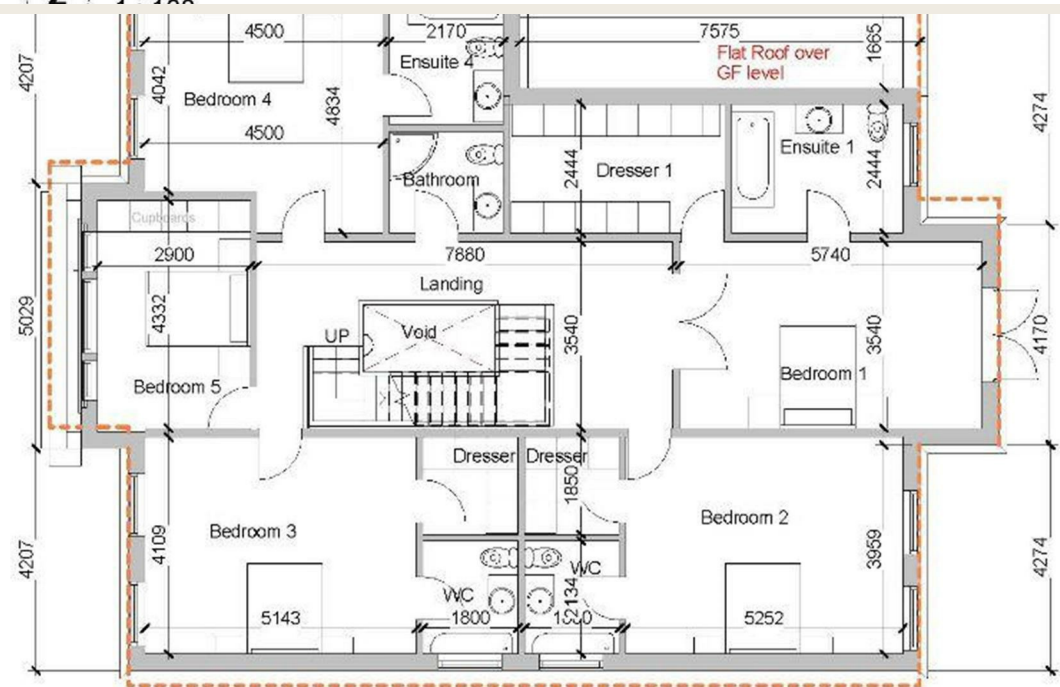 4500
2170
7575
Flat Roof over
GF level
1665
4207
4042
Ensuite 4
Bedroom 4
4834
4500
4274
Ensuite 1
2444
Dresser 1
2444
Bathroom
Cupboards
2900
7880
5740
Landing
5029
4332
UP
Void
3540
3540
4170
Bedroom 5
Bedroom 1
Dresser
Dresser
1850
Bedroom 3
Bedroom 2
4207
4109
3959
4274
WC
WC
2134
5143
1800
5252